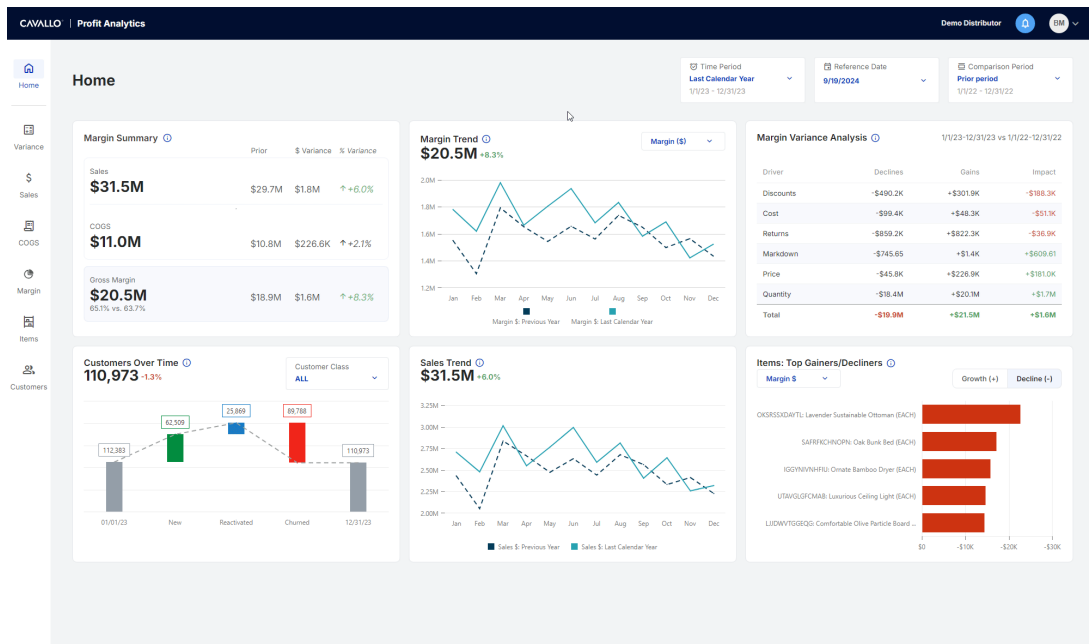 CAVALLO | Profit Analytics
Demo Distributor
BM
Home
Variance
Sales
COGS
Margin
Items
Customers
Home
Time Period
Last Calendar Year
1/1/23 - 12/31/23
Reference Date
9/19/2024
Comparison Period
Prior period
1/1/22 - 12/31/22
Margin Summary
Prior $ Variance % Variance
Sales
$31.5M $29.7M $1.8M +6.0%
COGS
$11.0M $10.8M $226.6K +2.1%
Gross Margin
$20.5M $18.9M $1.6M +8.3%
65.1% vs. 63.7%
Margin Trend
$20.5M +8.3%
Margin ($)
2.0M
1.8M
1.6M
1.4M
1.2M
Jan Feb Mar Apr May Jun Jul Aug Sep Oct Nov Dec
Margin $: Previous Year Margin $: Last Calendar Year
Margin Variance Analysis 1/1/23-12/31/23 vs 1/1/22-12/31/22
Driver Declines Gains Impact
Discounts -$490.2K +$301.9K -$188.3K
Cost -$99.4K +$48.3K -$51.1K
Returns -$859.2K +$822.3K -$36.9K
Markdown -$745.65 +$1.4K +$609.61
Price -$45.8K +$226.9K +$181.0K
Quantity -$18.4M +$20.1M +$1.7M
Total -$19.9M +$21.5M +$1.6M
Customers Over Time
110,973 -1.3%
Customer Class
ALL
112,383
62,509
25,869
89,788
110,973
01/01/23 New Reactivated Churned 12/31/23
Sales Trend
$31.5M +6.0%
3.25M
3.00M
2.75M
2.50M
2.25M
2.00M
Jan Feb Mar Apr May Jun Jul Aug Sep Oct Nov Dec
Sales $: Previous Year Sales $: Last Calendar Year
Items: Top Gainers/Decliners
Margin $
Growth (+) Decline (-)
OKSRSSXDAYTL: Lavender Sustainable Ottoman (EACH)
SAFRFKCHNOPN: Oak Bunk Bed (EACH)
IGGYNIVNHFIU: Ornate Bamboo Dryer (EACH)
UTAVGLGFCMAB: Luxurious Ceiling Light (EACH)
LJJDWVTGGEQG: Comfortable Olive Particle Board ...
$0 -$10K -$20K -$30K